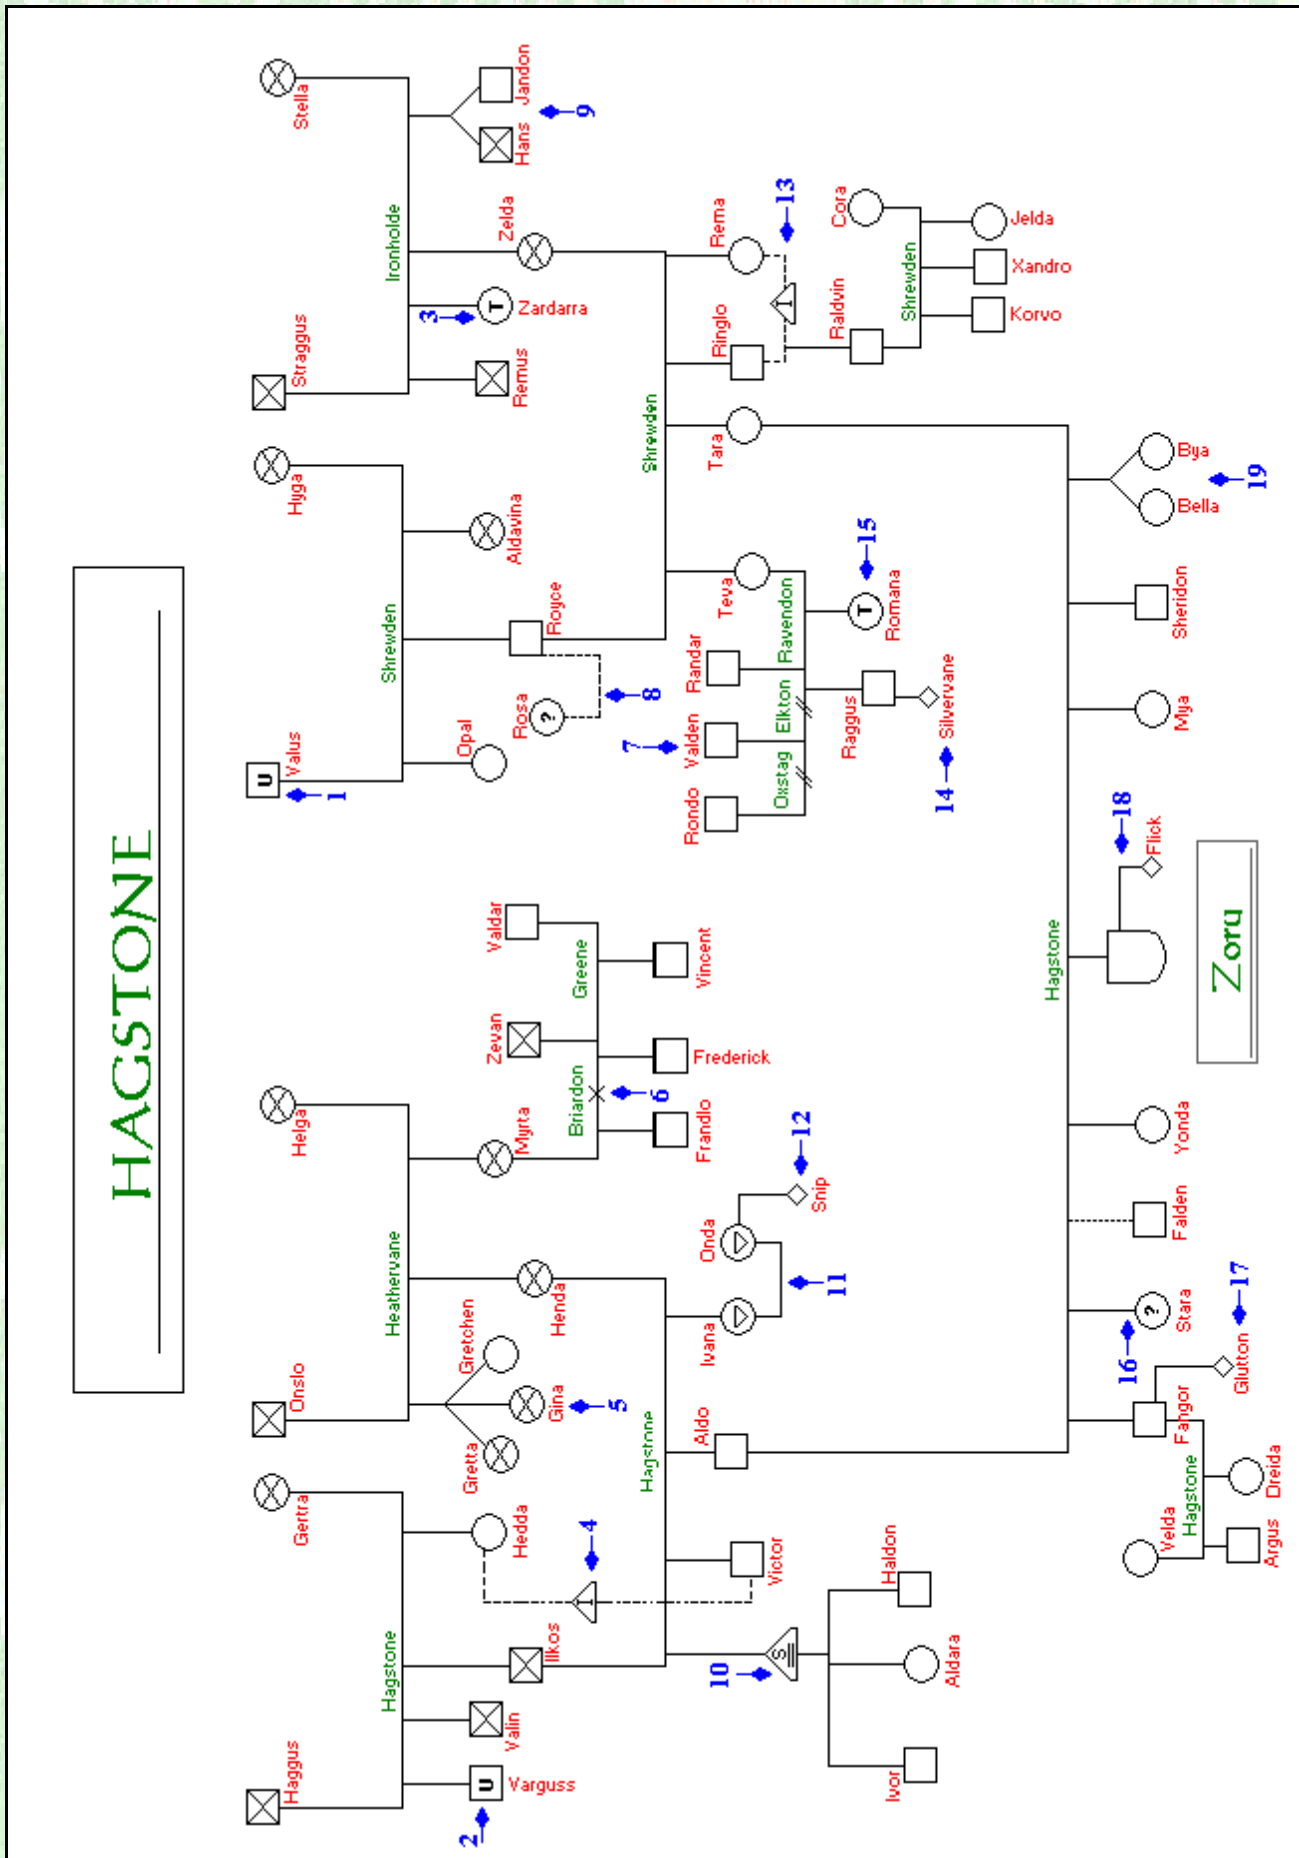 HAGSTONE
Haggus
Gertra
Onslo
Helga
Valus
Hyga
Straggus
Stella
1
Hagstone
Heathervane
Shrewden
Ironholde
2
Varguss
U
Valin
Ilkos
Hedda
Gretta
Gina
Gretchen
5
Henda
Myrta
Zevan
Valdar
U
Opal
Rosa
?
Royce
Aldavina
Remus
3
Zardarra
T
Zelda
Hans
Jandon
9
4
I
Briardon
Greene
6
8
Hagstone
Shrewden
Frandlo
Frederick
Vincent
7
Rondo
Valden
Randar
Teva
Tara
Ringlo
Rema
13
I
10
S
Victor
Aldo
Ivana
Onda
11
12
Snip
Oxstag
Elkton
Ravendon
Raldvin
Cora
15
Ivor
Aldara
Haldon
Raggus
Romana
T
Shrewden
14
Silvervane
Korvo
Xandro
Jelda
Hagstone
16
18
Velda
Fangor
Stara
?
Falden
Yonda
Flick
Mya
Sheridon
Bella
Bya
Hagstone
Argus
Dreida
Glutton
17
19
Zoru